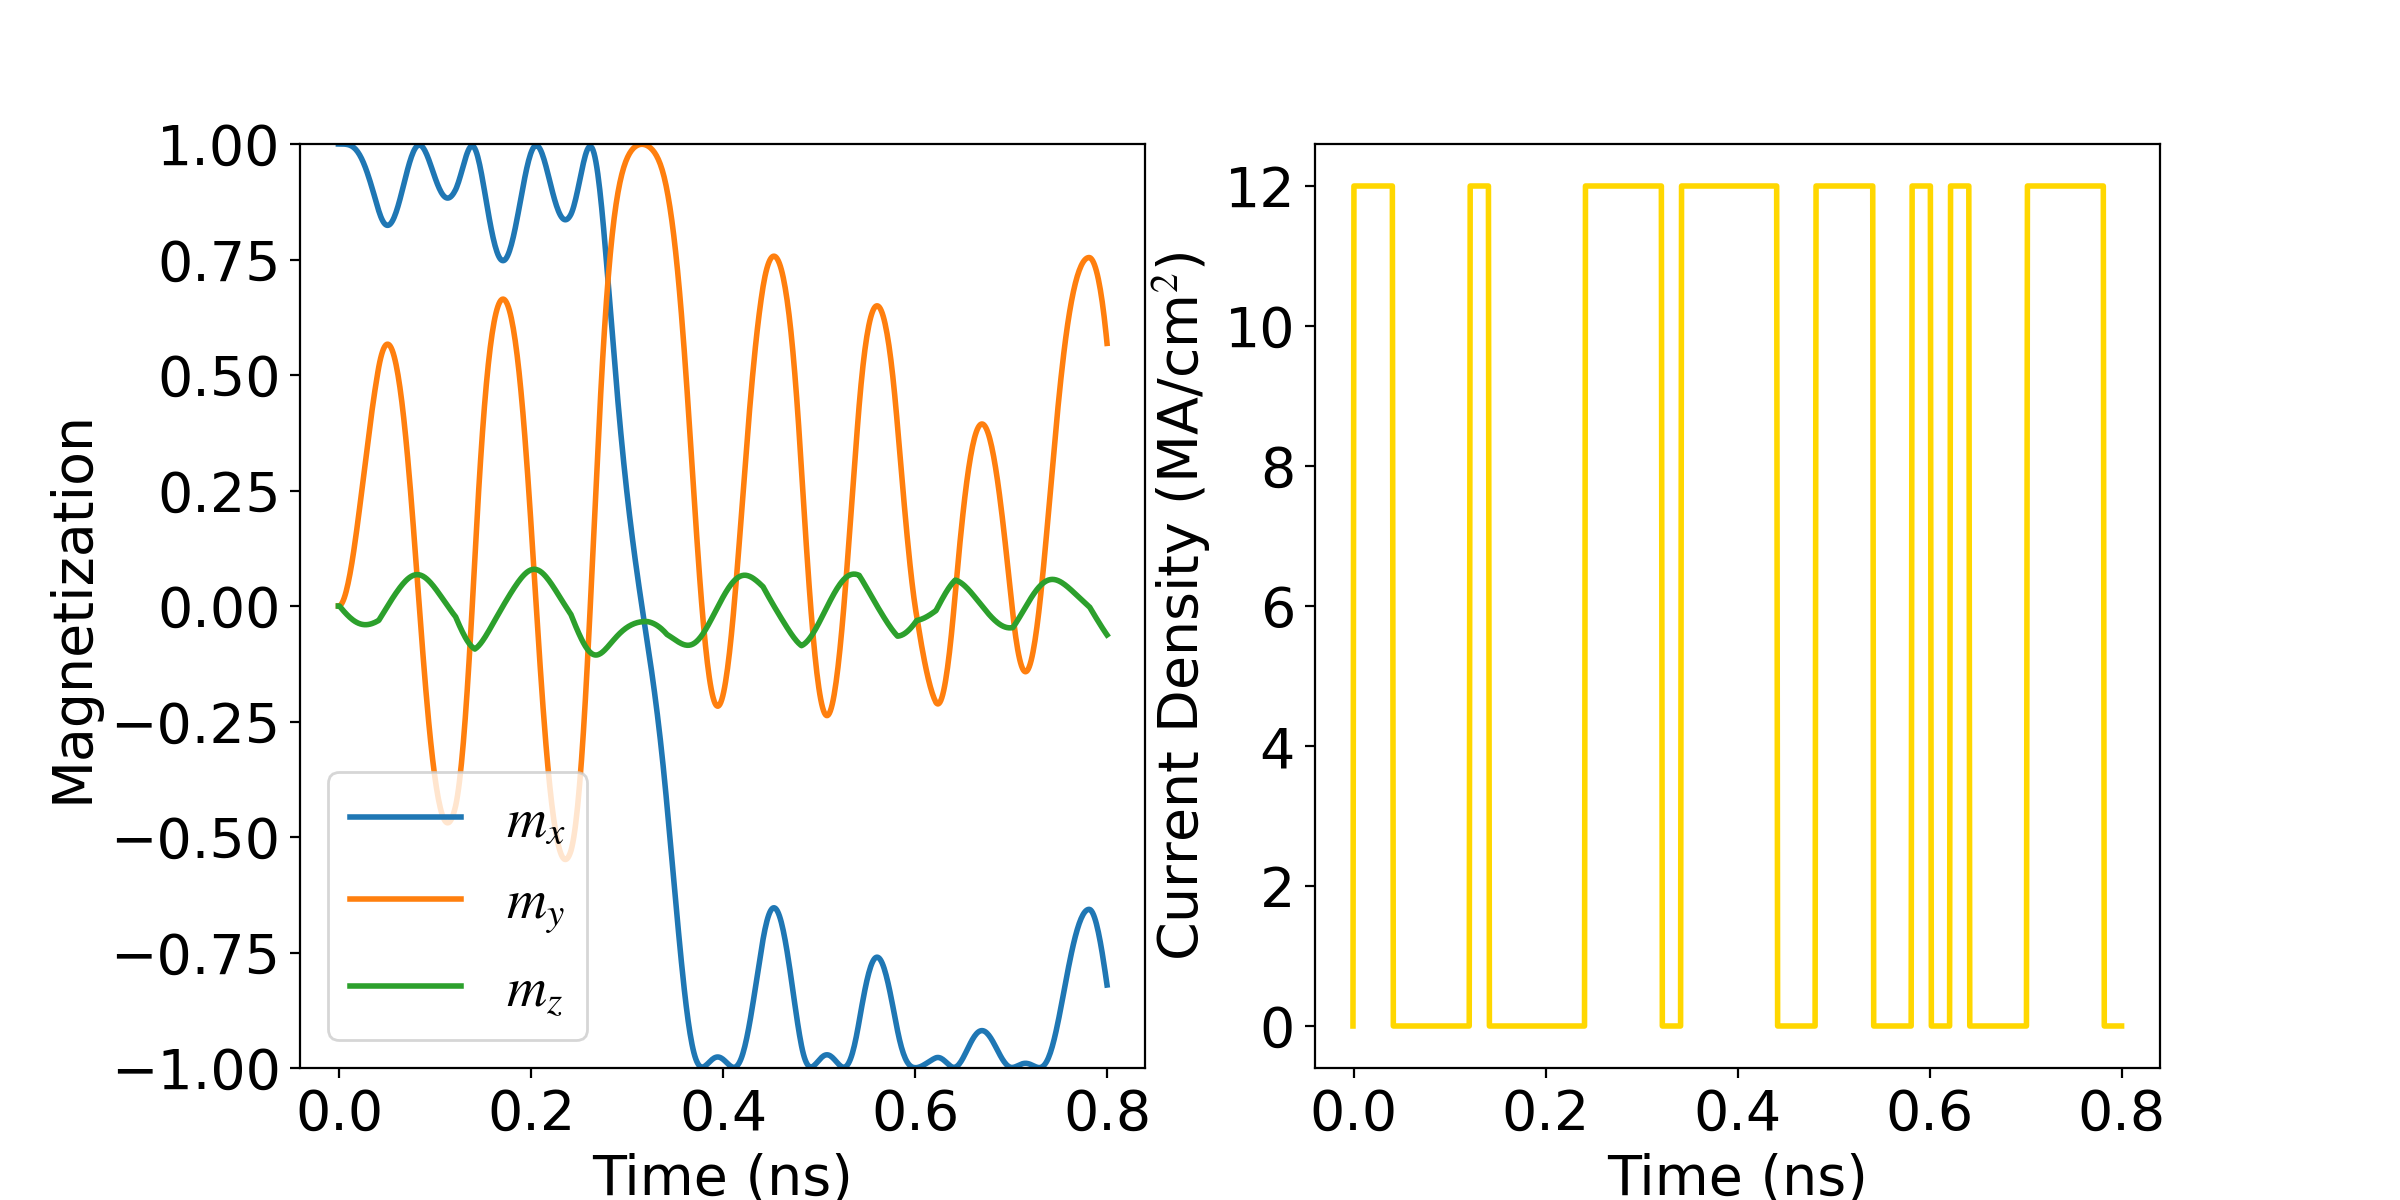 Magnetization
1.00
0.75
0.50
0.25
0.00
−0.25
−0.50
−0.75
−1.00
0.0 0.2 0.4 0.6 0.8
Time (ns)
m_x
m_y
m_z
Current Density (MA/cm²)
12
10
8
6
4
2
0
0.0 0.2 0.4 0.6 0.8
Time (ns)